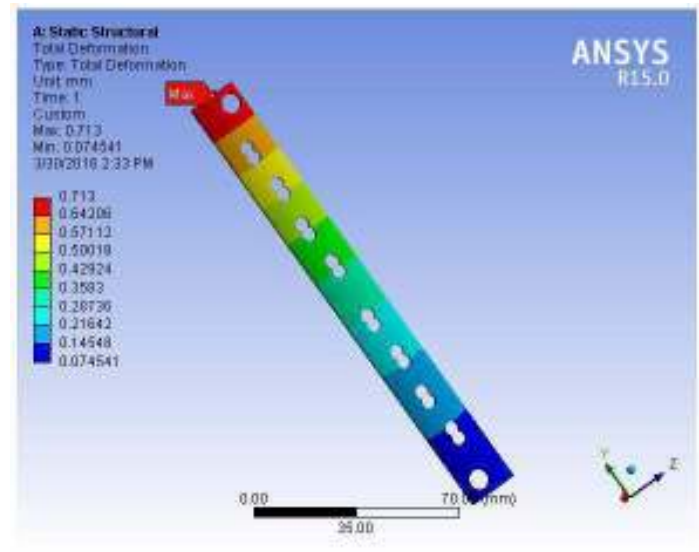 A: Static Structural
Total Deformation
Type: Total Deformation
Unit: mm
Time: 1
Custom
Max: 0.713
Min: 0.074541
3/30/2016 2:33 PM
ANSYS
R15.0
Max
0.713
0.64206
0.57112
0.50018
0.42924
0.3583
0.28736
0.21642
0.14548
0.074541
0.00
70.00 (mm)
35.00
Y
Z